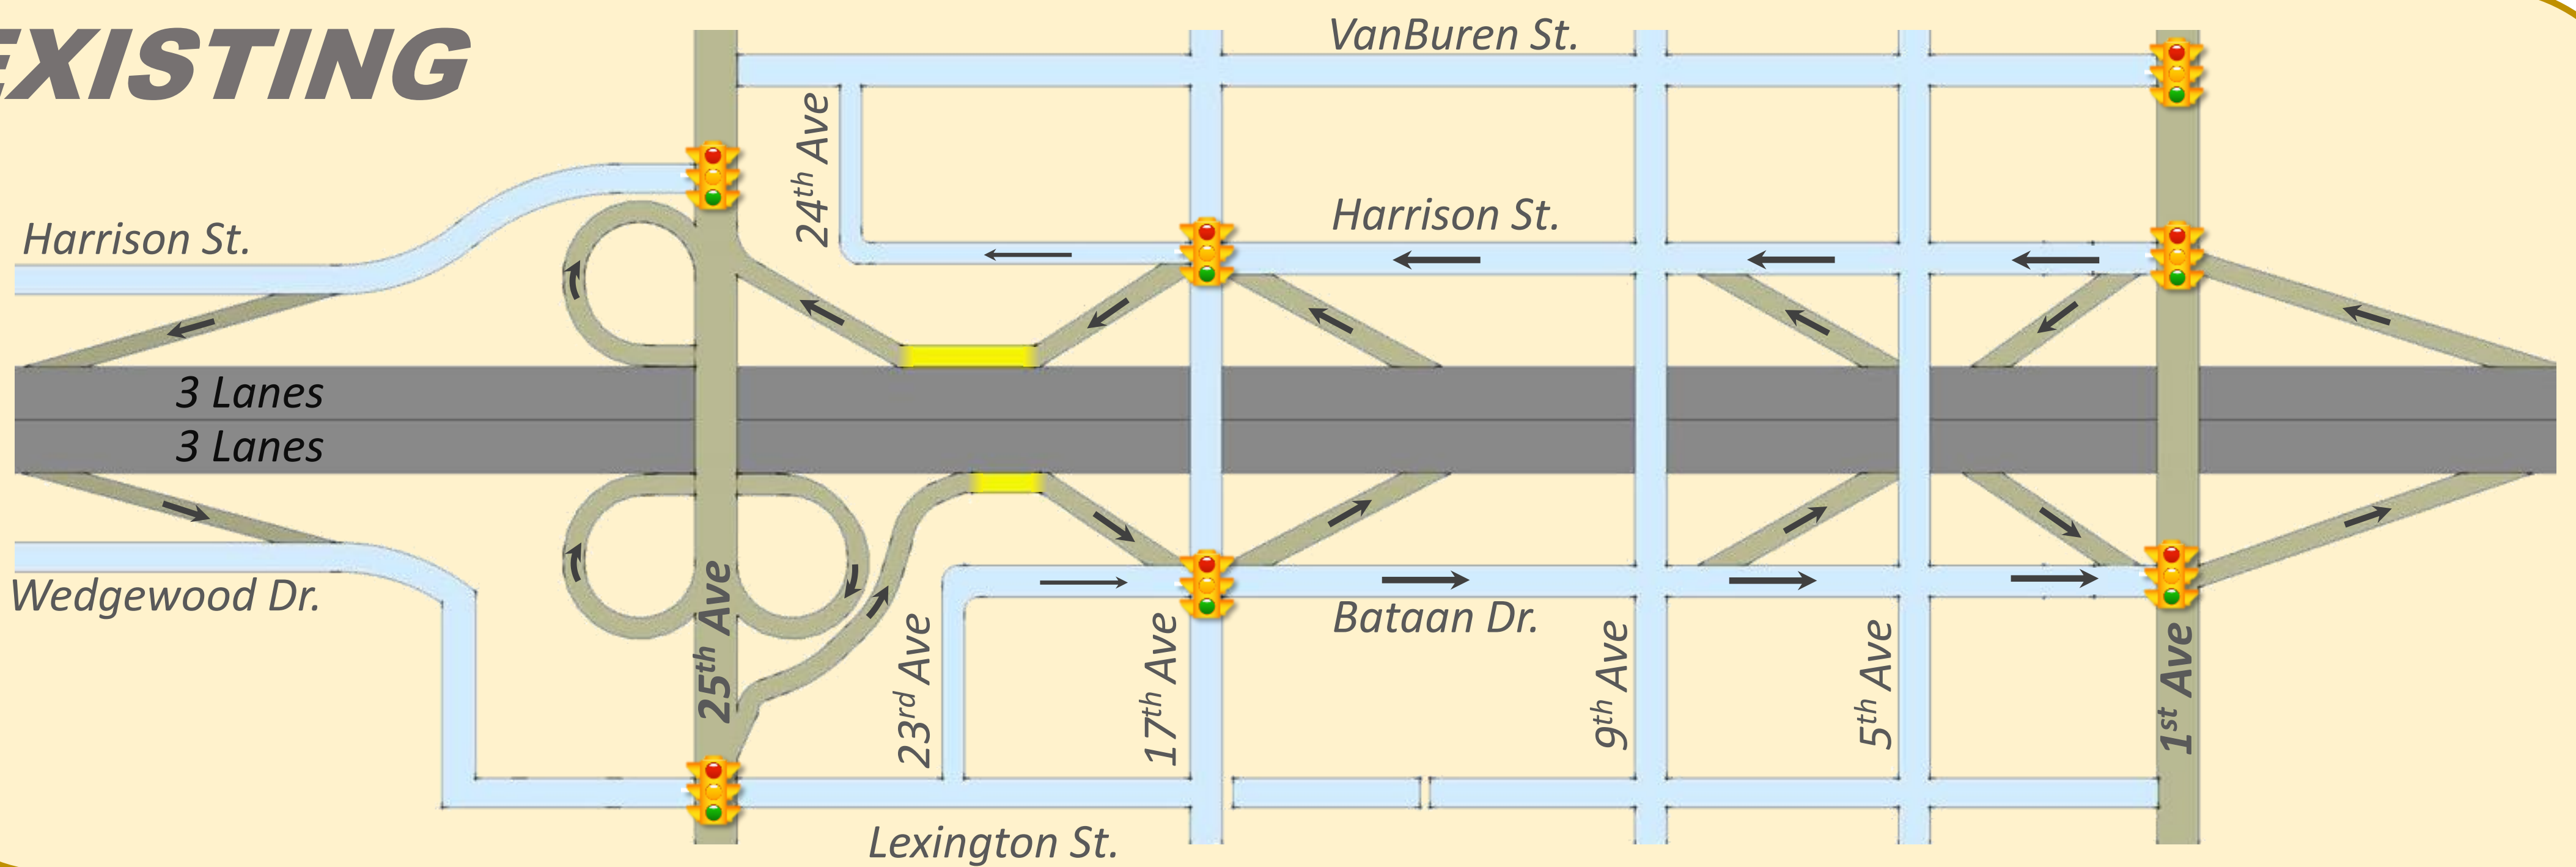 EXISTING
VanBuren St.
24th Ave
Harrison St.
Harrison St.
3 Lanes
3 Lanes
Wedgewood Dr.
25th Ave
23rd Ave
17th Ave
Bataan Dr.
9th Ave
5th Ave
1st Ave
Lexington St.